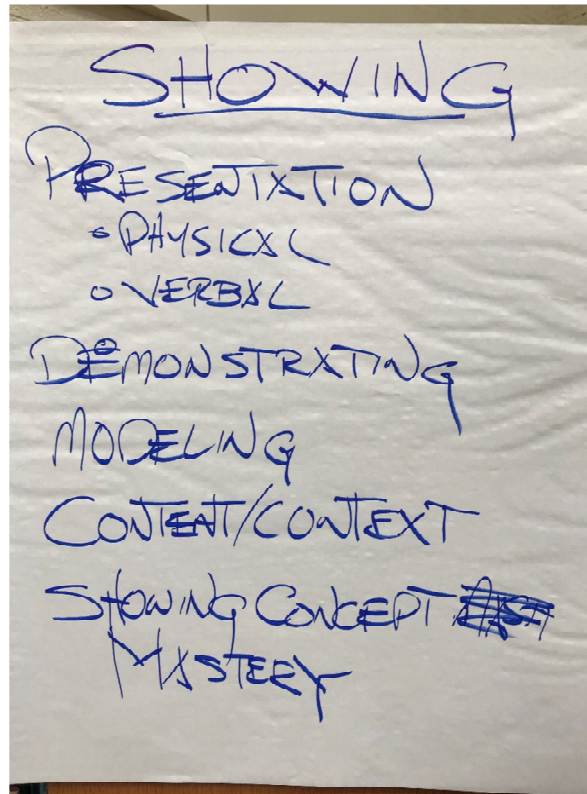 SHOWING
PRESENTATION
• PHYSICAL
• VERBAL
DEMONSTRATING
MODELING
CONTENT/CONTEXT
SHOWING CONCEPT
MASTERY